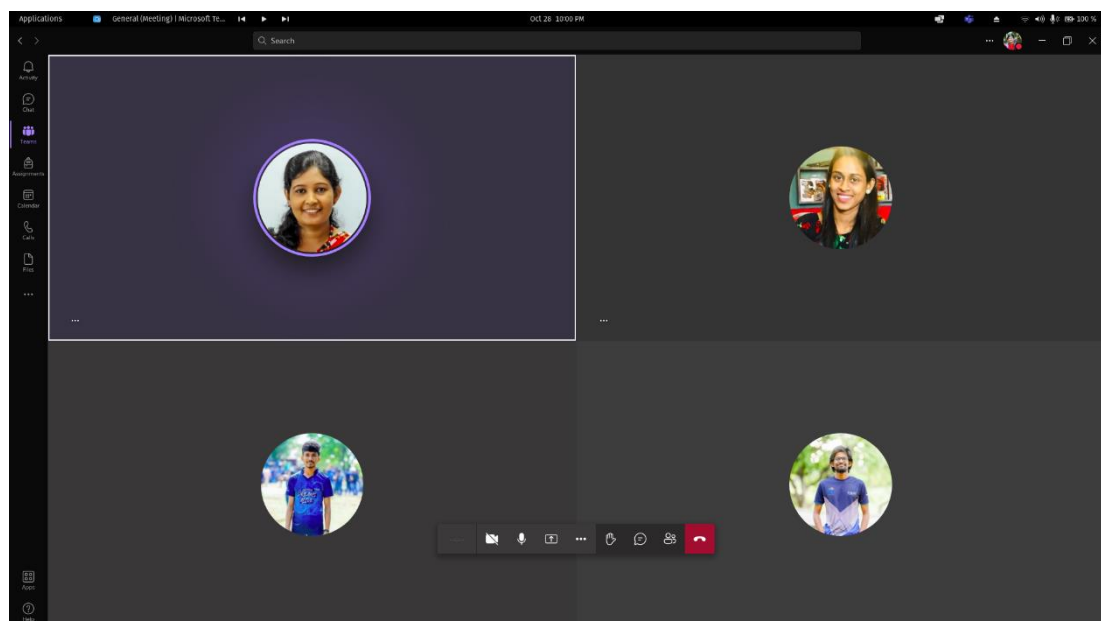 Applications General (Meeting) | Microsoft Te... Oct 28 10:00 PM 100 %
Search
Activity
Chat
Teams
Assignments
Calendar
Calls
Files
Apps
Help